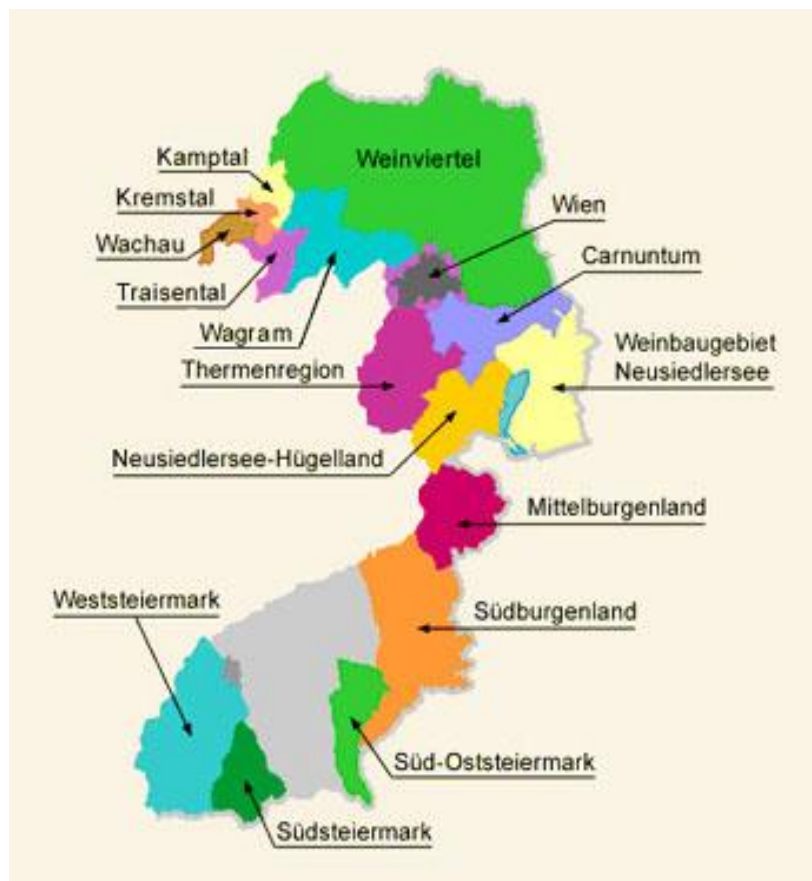 Weinviertel
Kamptal
Kremstal
Wachau
Traisental
Wagram
Thermenregion
Wien
Carnuntum
Weinbaugebiet
Neusiedlersee
Neusiedlersee-Hügelland
Mittelburgenland
Weststeiermark
Südburgenland
Süd-Oststeiermark
Südsteiermark